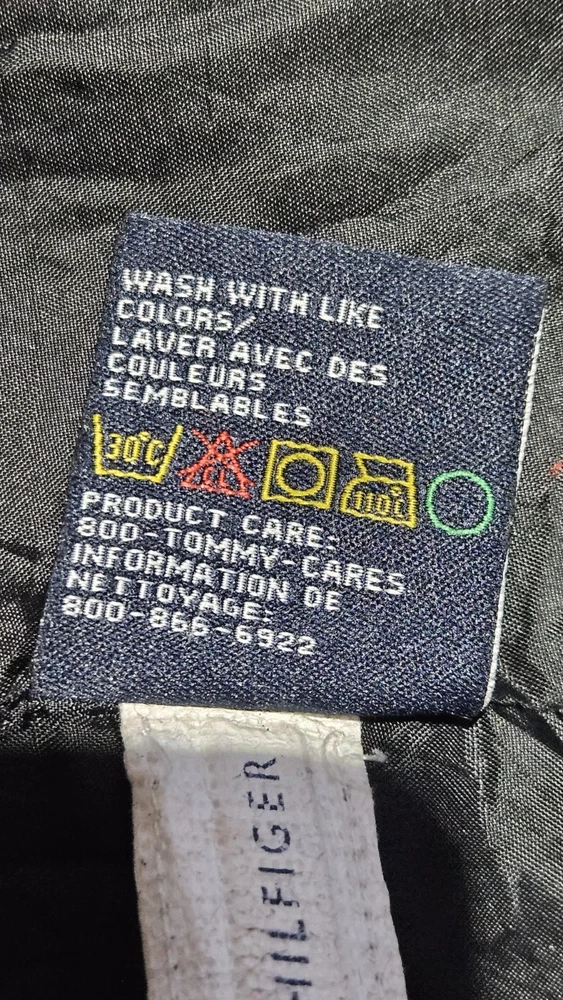 WASH WITH LIKE
COLORS/
LAVER AVEC DES
COULEURS
SEMBLABLES
30°C CL 110°C
PRODUCT CARE:
800-TOMMY-CARES
INFORMATION DE
NETTOYAGE:
800-866-6922
HILFIGER